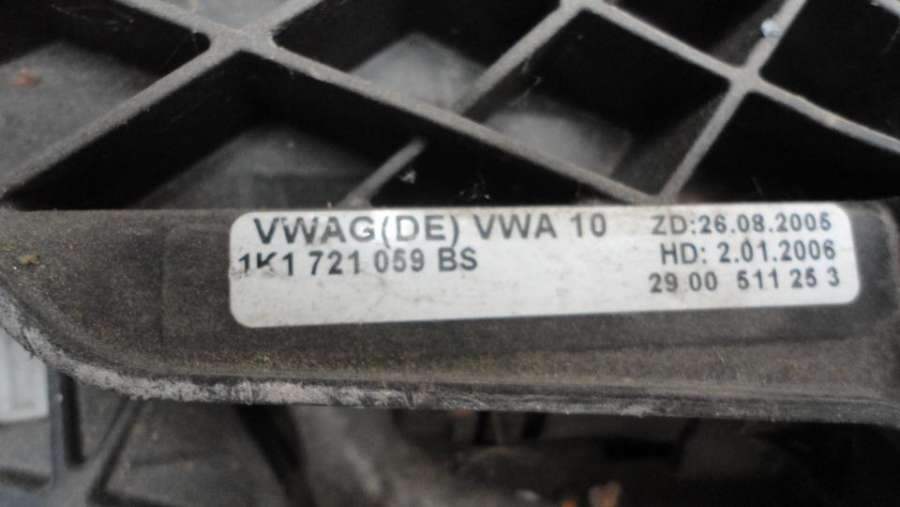 VWAG(DE) VWA 10
1K1 721 059 BS
ZD:26.08.2005
HD: 2.01.2006
29 00 511 25 3